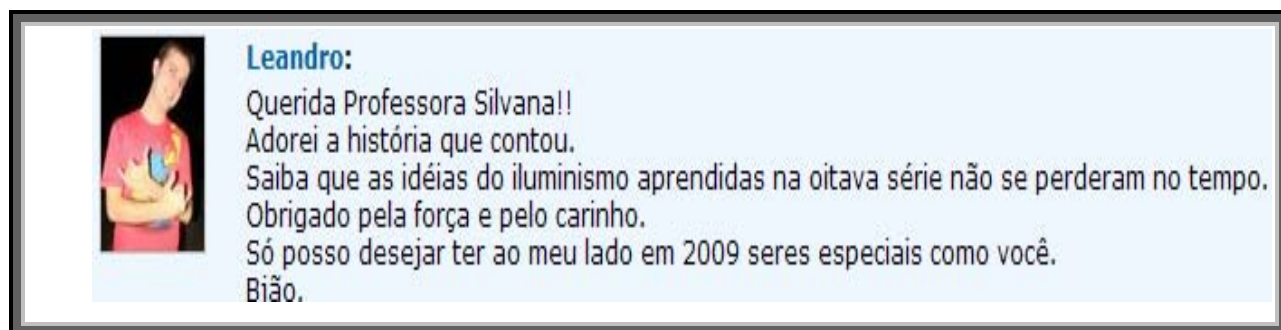 Leandro:
Querida Professora Silvana!!
Adorei a história que contou.
Saiba que as idéias do iluminismo aprendidas na oitava série não se perderam no tempo.
Obrigado pela força e pelo carinho.
Só posso desejar ter ao meu lado em 2009 seres especiais como você.
Bião.